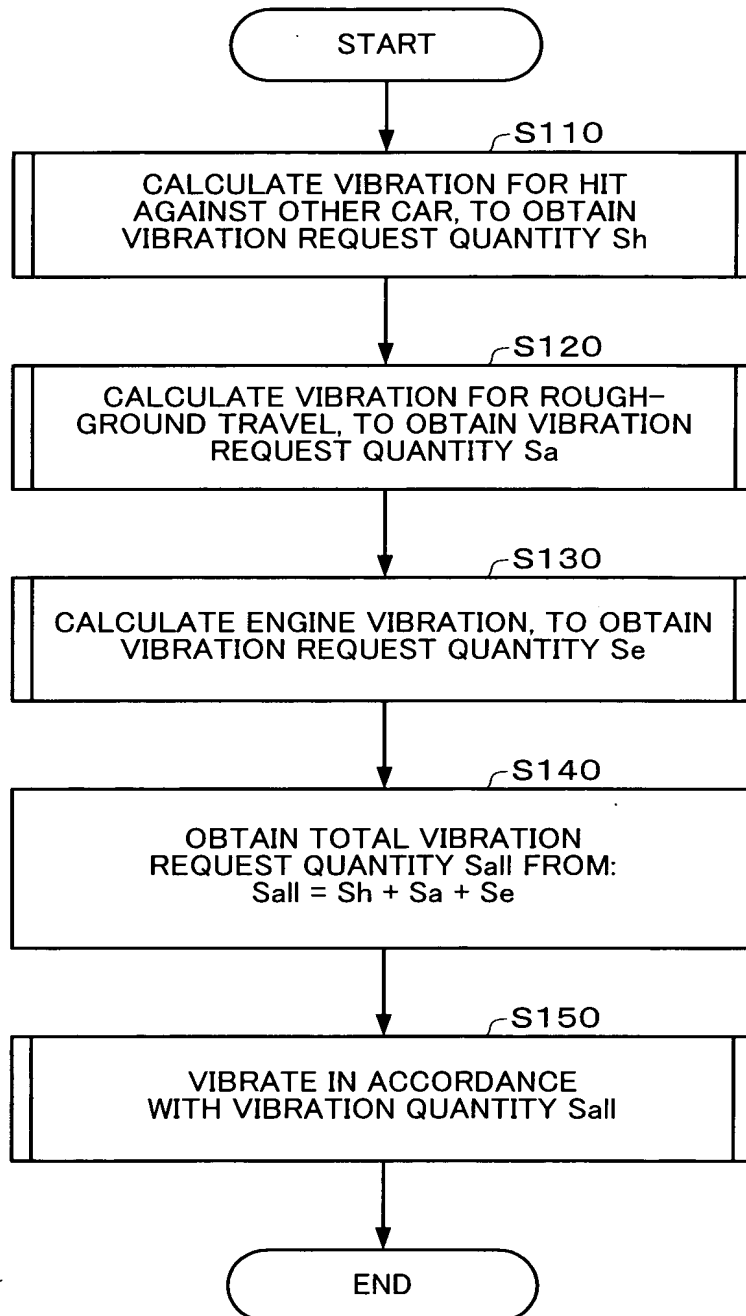 START
S110
CALCULATE VIBRATION FOR HIT
AGAINST OTHER CAR, TO OBTAIN
VIBRATION REQUEST QUANTITY Sh
S120
CALCULATE VIBRATION FOR ROUGH-
GROUND TRAVEL, TO OBTAIN VIBRATION
REQUEST QUANTITY Sa
S130
CALCULATE ENGINE VIBRATION, TO OBTAIN
VIBRATION REQUEST QUANTITY Se
S140
OBTAIN TOTAL VIBRATION
REQUEST QUANTITY Sall FROM:
Sall = Sh + Sa + Se
S150
VIBRATE IN ACCORDANCE
WITH VIBRATION QUANTITY Sall
END